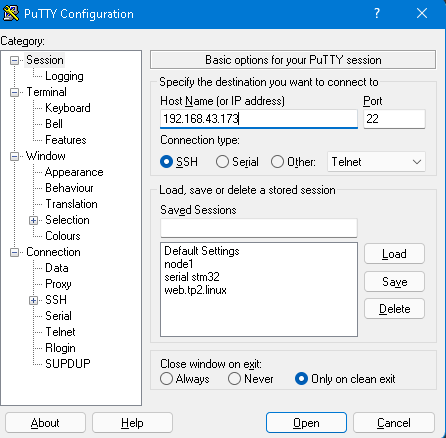 PuTTY Configuration
? ×
Category:
Session
Logging
Terminal
Keyboard
Bell
Features
Window
Appearance
Behaviour
Translation
Selection
Colours
Connection
Data
Proxy
SSH
Serial
Telnet
Rlogin
SUPDUP
Basic options for your PuTTY session
Specify the destination you want to connect to
Host Name (or IP address) Port
192.168.43.173 22
Connection type:
SSH Serial Other: Telnet
Load, save or delete a stored session
Saved Sessions
Default Settings
node1
serial stm32
web.tp2.linux
Load
Save
Delete
Close window on exit:
Always Never Only on clean exit
About Help Open Cancel